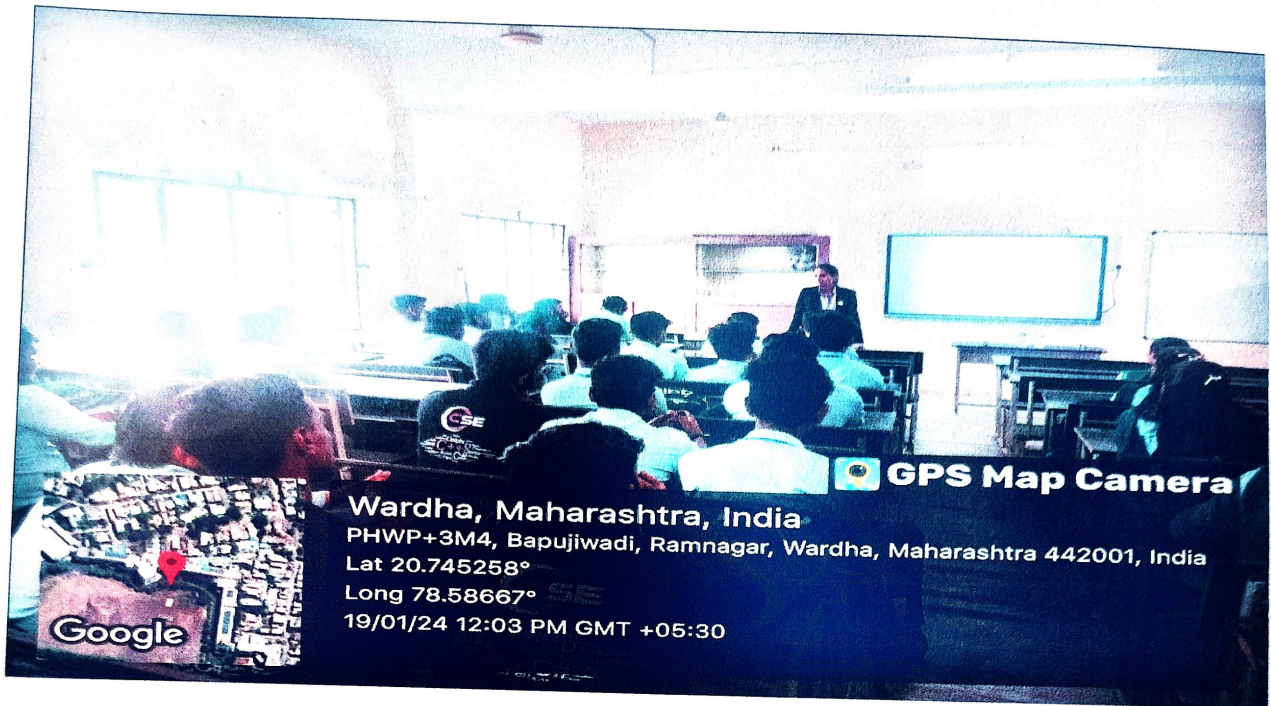 CSE
C++
GPS Map Camera
Wardha, Maharashtra, India
PHWP+3M4, Bapujiwadi, Ramnagar, Wardha, Maharashtra 442001, India
Lat 20.745258°
Long 78.58667°
19/01/24 12:03 PM GMT +05:30
Google